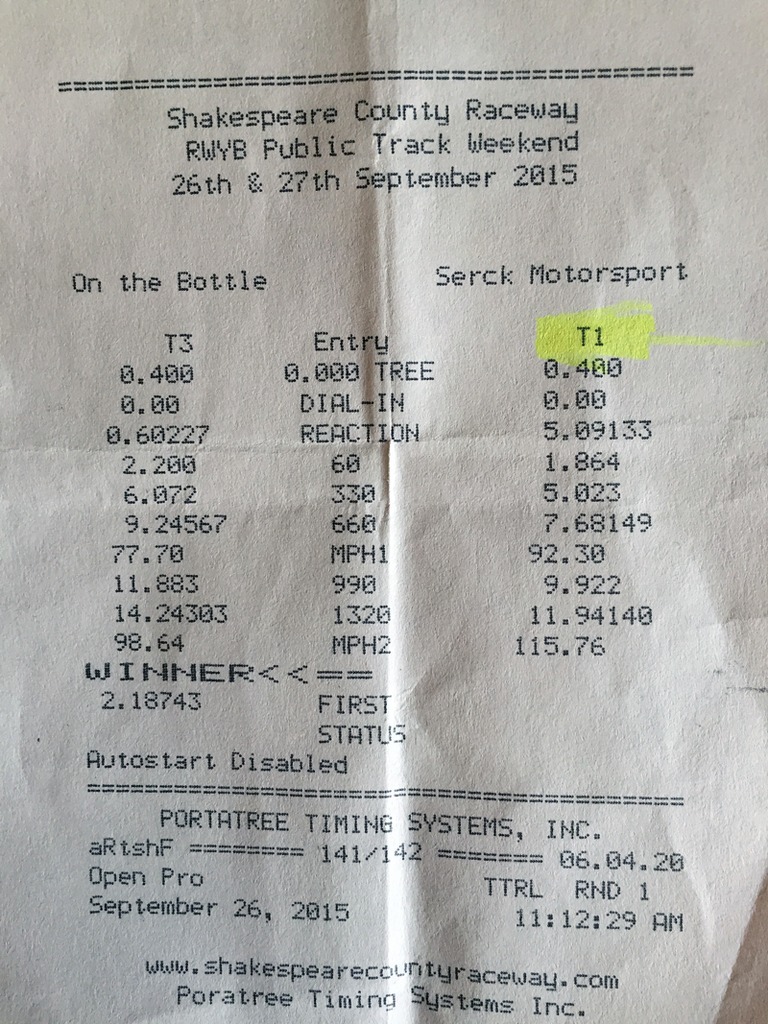 ==========================================
Shakespeare County Raceway
RWYB Public Track Weekend
26th & 27th September 2015
On the Bottle Serck Motorsport
T3 Entry T1
0.400 0.000 TREE 0.400
0.00 DIAL-IN 0.00
0.60227 REACTION 5.09133
2.200 60 1.864
6.072 330 5.023
9.24567 660 7.68149
77.70 MPH1 92.30
11.883 990 9.922
14.24303 1320 11.94140
98.64 MPH2 115.76
WINNER<<==
2.18743 FIRST
STATUS
Autostart Disabled
==========================================
PORTATREE TIMING SYSTEMS, INC.
aRtshF ======== 141/142 ======= 06.04.20
Open Pro TTRL RND 1
September 26, 2015 11:12:29 AM
www.shakespearecountyraceway.com
Poratree Timing Systems Inc.